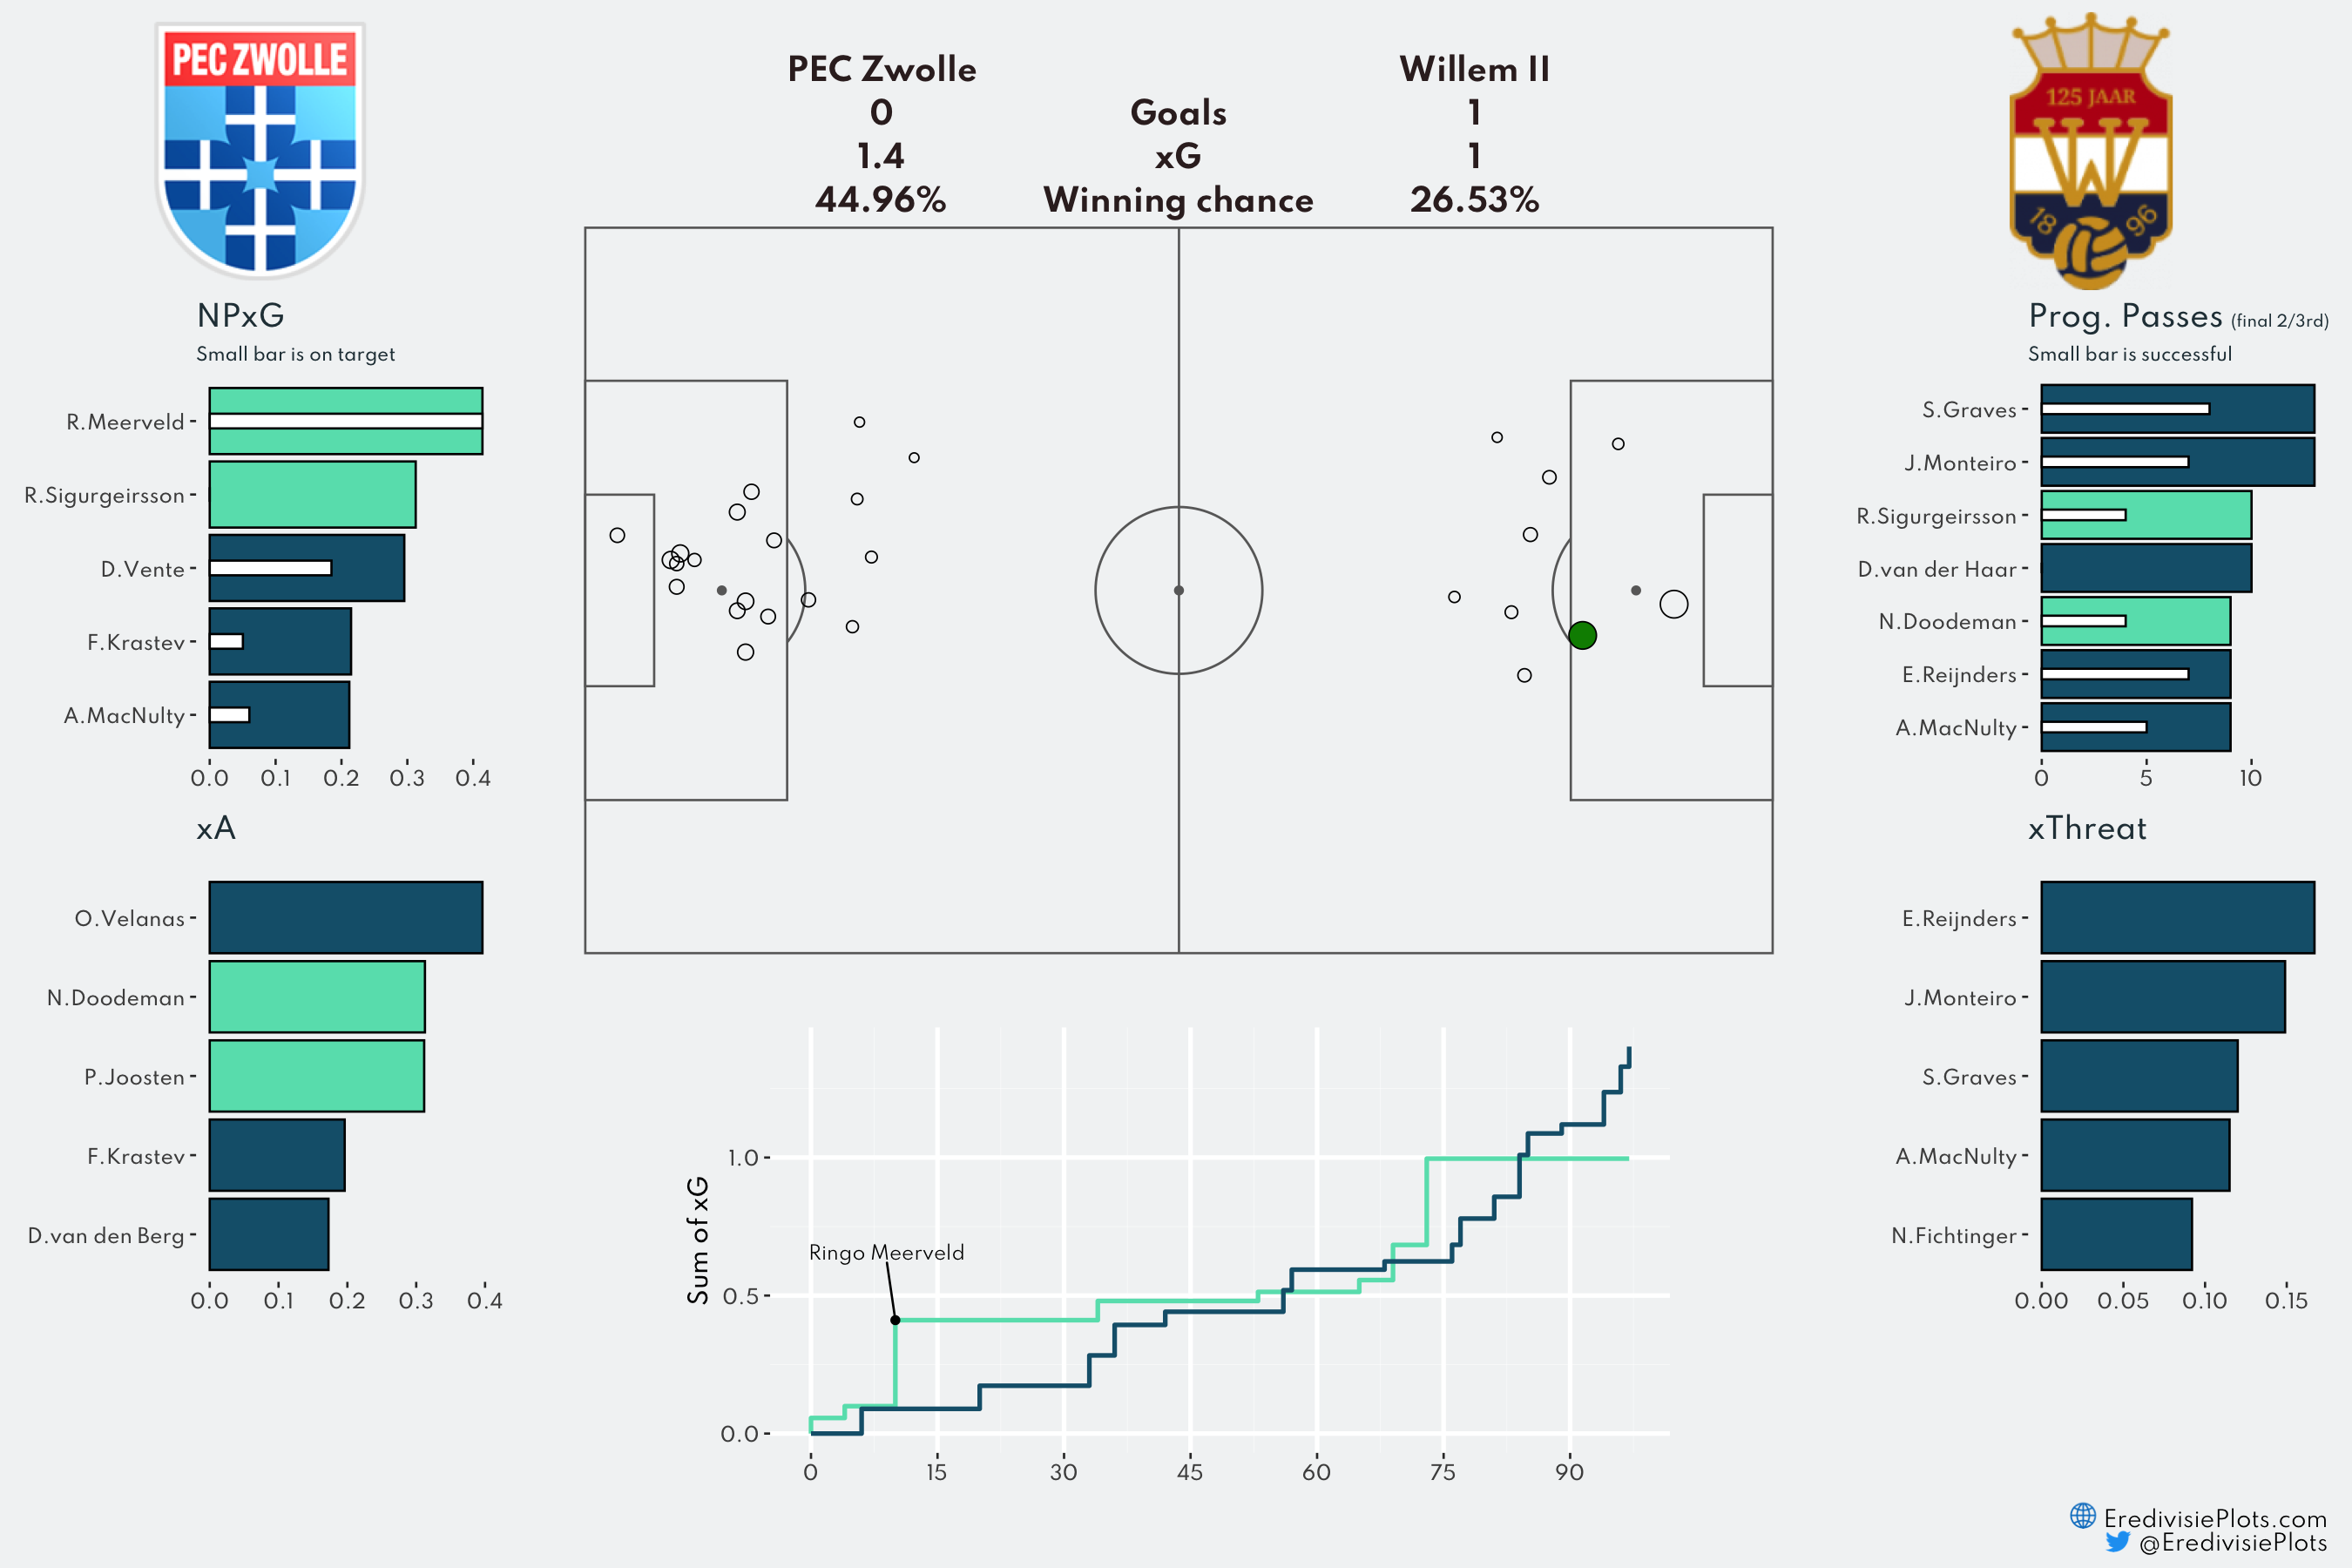 PEC ZWOLLE
PEC Zwolle
Willem II
0
Goals
1
1.4
xG
1
44.96%
Winning chance
26.53%
125 JAAR
W
18
96
NPxG
Small bar is on target
R.Meerveld
R.Sigurgeirsson
D.Vente
F.Krastev
A.MacNulty
0.0 0.1 0.2 0.3 0.4
xA
O.Velanas
N.Doodeman
P.Joosten
F.Krastev
D.van den Berg
0.0 0.1 0.2 0.3 0.4
Sum of xG
1.0
0.5
0.0
Ringo Meerveld
0 15 30 45 60 75 90
Prog. Passes (final 2/3rd)
Small bar is successful
S.Graves
J.Monteiro
R.Sigurgeirsson
D.van der Haar
N.Doodeman
E.Reijnders
A.MacNulty
0 5 10
xThreat
E.Reijnders
J.Monteiro
S.Graves
A.MacNulty
N.Fichtinger
0.00 0.05 0.10 0.15
EredivisiePlots.com
@EredivisiePlots